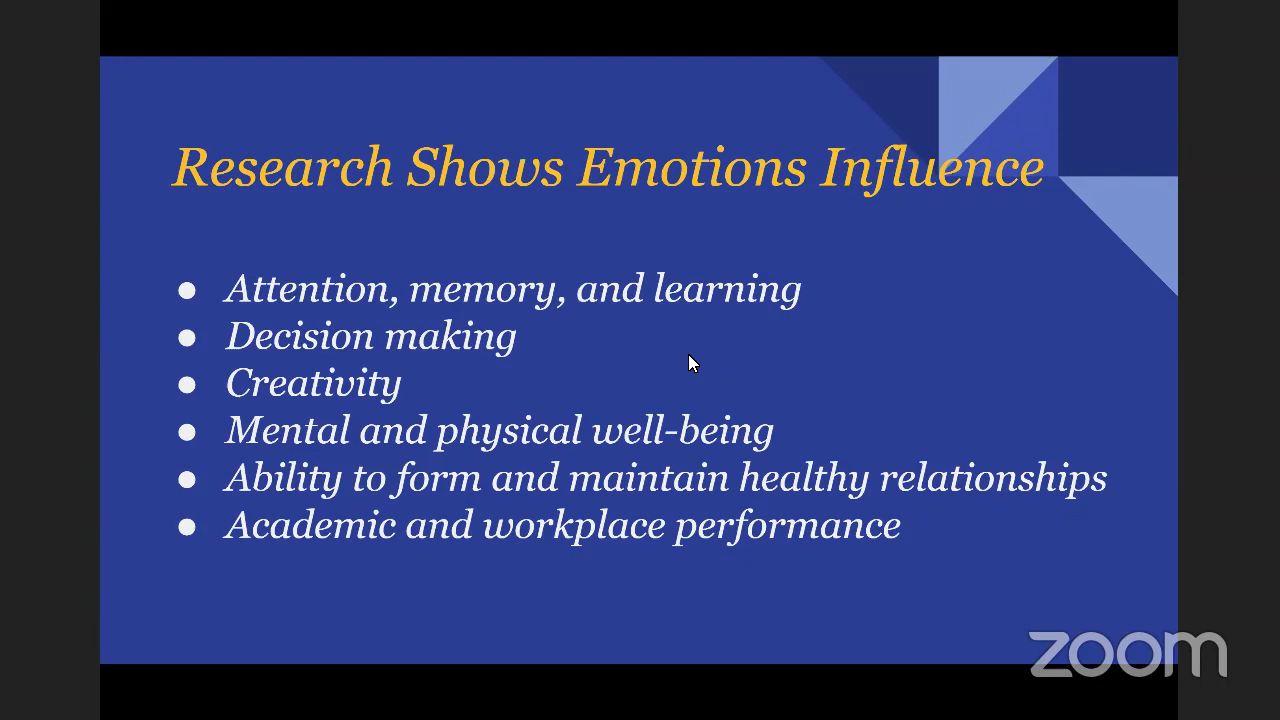 Research Shows Emotions Influence
● Attention, memory, and learning
● Decision making
● Creativity
● Mental and physical well-being
● Ability to form and maintain healthy relationships
● Academic and workplace performance
zoom